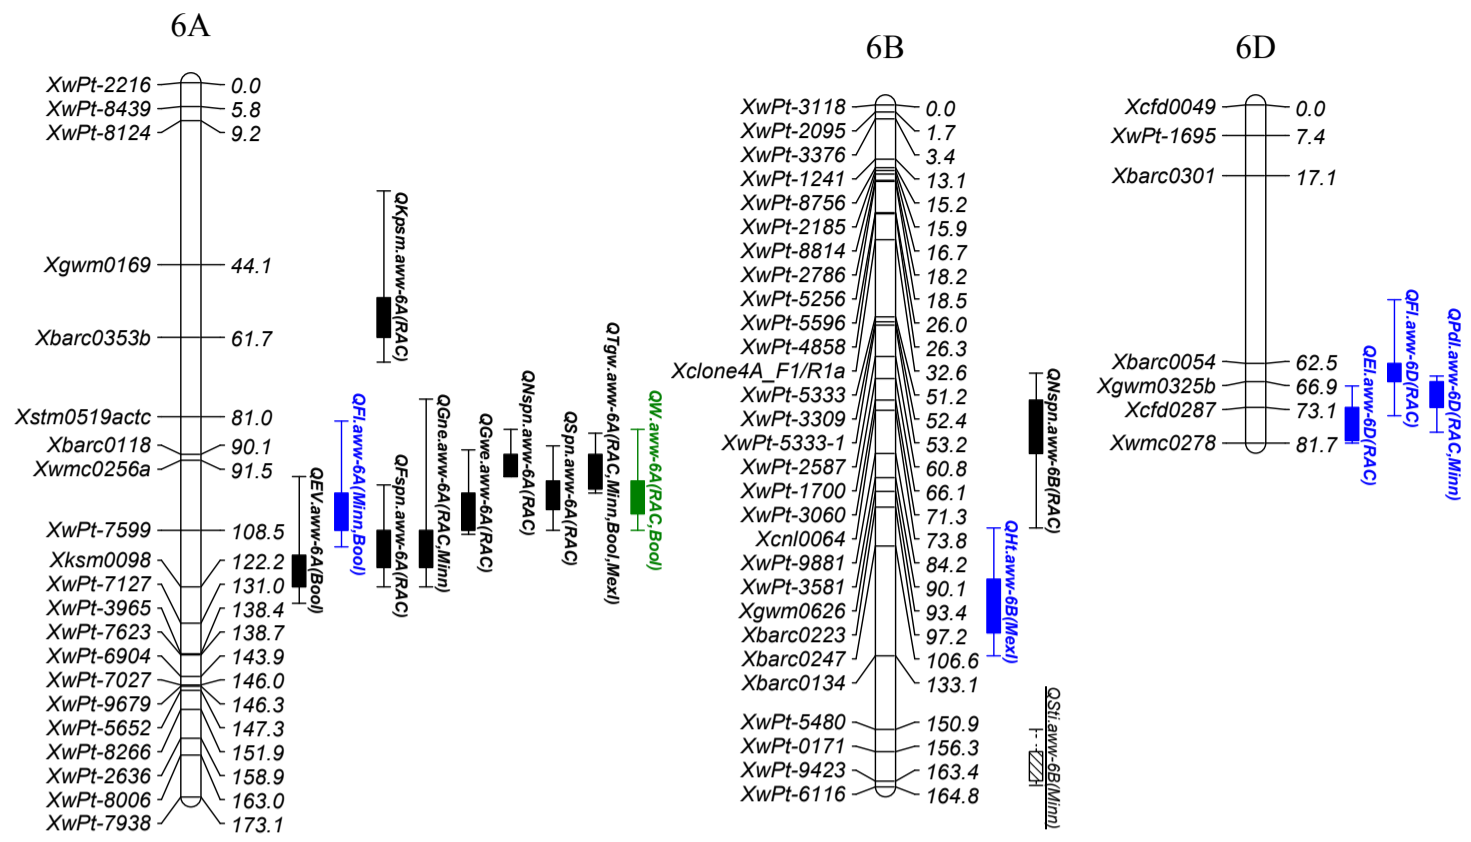 6A
XwPt-2216 0.0
XwPt-8439 5.8
XwPt-8124 9.2
Xgwm0169 44.1
Xbarc0353b 61.7
Xstm0519actc 81.0
Xbarc0118 90.1
Xwmc0256a 91.5
XwPt-7599 108.5
Xksm0098 122.2
XwPt-7127 131.0
XwPt-3965 138.4
XwPt-7623 138.7
XwPt-6904 143.9
XwPt-7027 146.0
XwPt-9679 146.3
XwPt-5652 147.3
XwPt-8266 151.9
XwPt-2636 158.9
XwPt-8006 163.0
XwPt-7938 173.1
QEV.aww-6A(Bool)
QFl.aww-6A(Minn,Bool)
QKpsm.aww-6A(RAC)
QFspn.aww-6A(RAC)
QGne.aww-6A(RAC,Minn)
QGwe.aww-6A(RAC)
QNspn.aww-6A(RAC)
QSpn.aww-6A(RAC)
QTgw.aww-6A(RAC,Minn,Bool,MexI)
QW.aww-6A(RAC,Bool)
6B
XwPt-3118 0.0
XwPt-2095 1.7
XwPt-3376 3.4
XwPt-1241 13.1
XwPt-8756 15.2
XwPt-2185 15.9
XwPt-8814 16.7
XwPt-2786 18.2
XwPt-5256 18.5
XwPt-5596 26.0
XwPt-4858 26.3
Xclone4A_F1/R1a 32.6
XwPt-5333 51.2
XwPt-3309 52.4
XwPt-5333-1 53.2
XwPt-2587 60.8
XwPt-1700 66.1
XwPt-3060 71.3
Xcnl0064 73.8
XwPt-9881 84.2
XwPt-3581 90.1
Xgwm0626 93.4
Xbarc0223 97.2
Xbarc0247 106.6
Xbarc0134 133.1
XwPt-5480 150.9
XwPt-0171 156.3
XwPt-9423 163.4
XwPt-6116 164.8
QHt.aww-6B(MexI)
QNspn.aww-6B(RAC)
QSti.aww-6B(Minn)
6D
Xcfd0049 0.0
XwPt-1695 7.4
Xbarc0301 17.1
Xbarc0054 62.5
Xgwm0325b 66.9
Xcfd0287 73.1
Xwmc0278 81.7
QEl.aww-6D(RAC)
QFl.aww-6D(RAC)
QPdl.aww-6D(RAC,Minn)